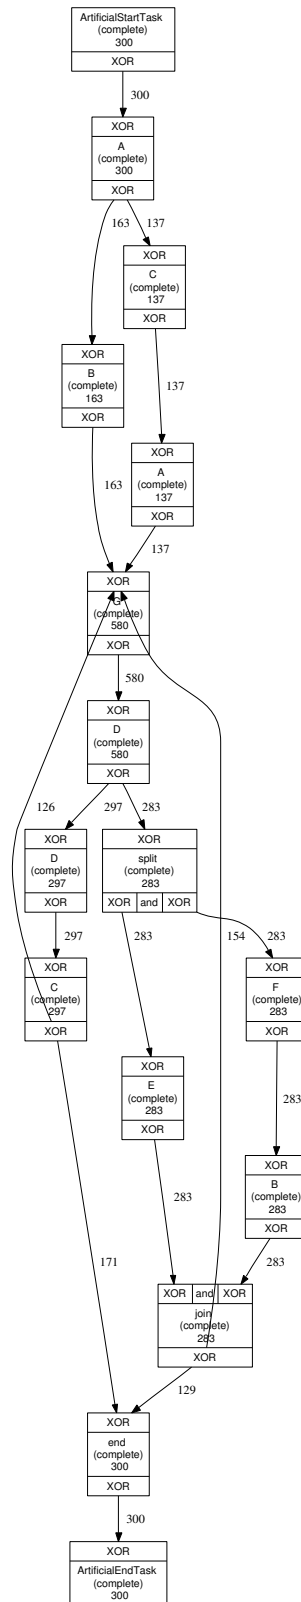 ArtificialStartTask
(complete)
300
XOR
300
XOR
A
(complete)
300
XOR
163
137
XOR
C
(complete)
137
XOR
XOR
B
(complete)
163
XOR
137
XOR
A
(complete)
137
XOR
163
137
XOR
G
(complete)
580
XOR
580
XOR
D
(complete)
580
XOR
126
297
283
XOR
D
(complete)
297
XOR
XOR
split
(complete)
283
XOR and XOR
297
283
154
283
XOR
C
(complete)
297
XOR
XOR
F
(complete)
283
XOR
XOR
E
(complete)
283
XOR
283
XOR
B
(complete)
283
XOR
283
283
171
XOR and XOR
join
(complete)
283
XOR
129
XOR
end
(complete)
300
XOR
300
XOR
ArtificialEndTask
(complete)
300